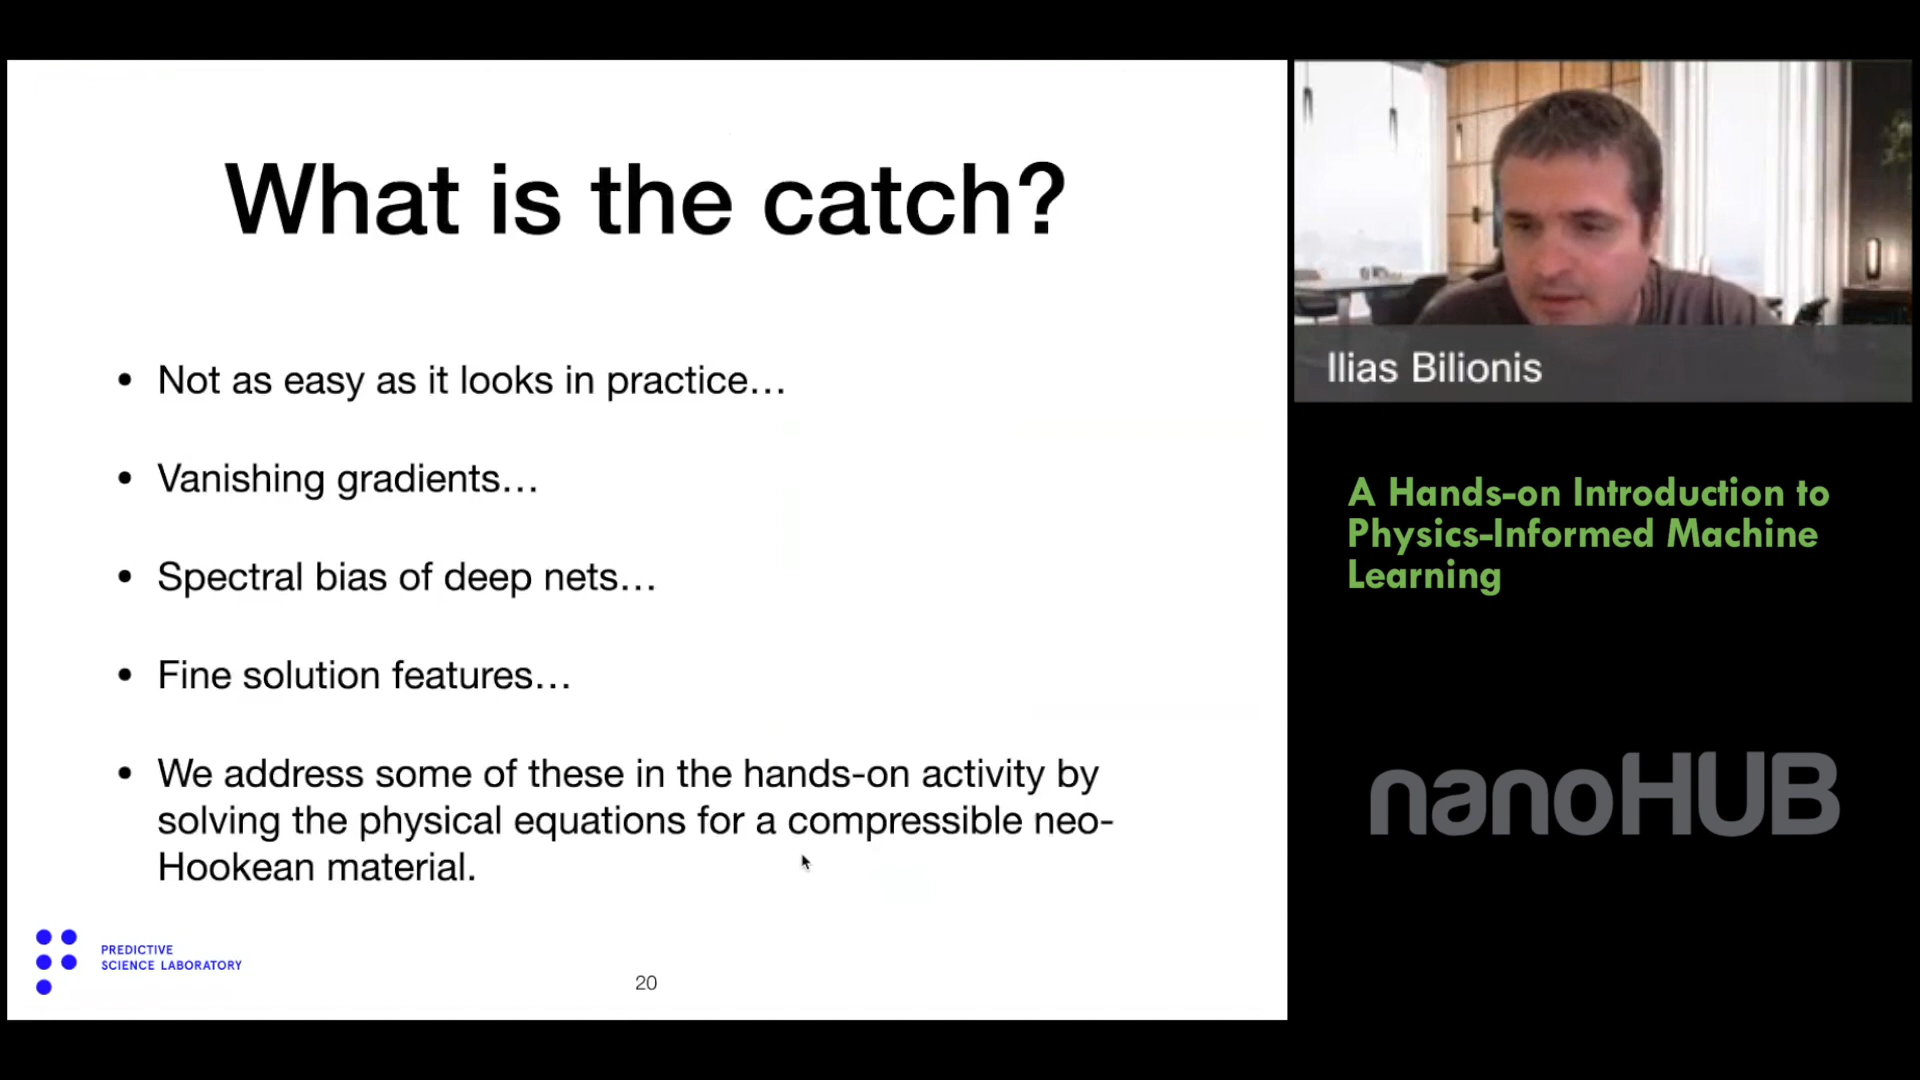 What is the catch?
• Not as easy as it looks in practice…
• Vanishing gradients…
• Spectral bias of deep nets…
• Fine solution features…
• We address some of these in the hands-on activity by
solving the physical equations for a compressible neo-
Hookean material.
PREDICTIVE
SCIENCE LABORATORY
20
Ilias Bilionis
A Hands-on Introduction to
Physics-Informed Machine
Learning
nanoHUB